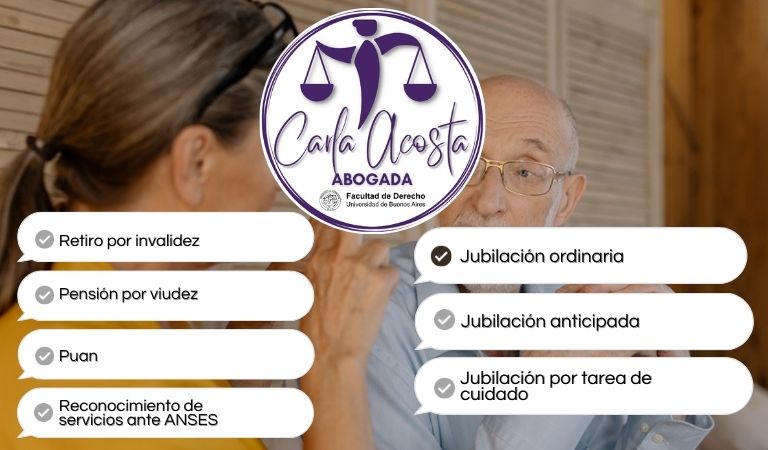 Carla Acosta
ABOGADA
Facultad de Derecho
Universidad de Buenos Aires
Retiro por invalidez
Pensión por viudez
Puan
Reconocimiento de
servicios ante ANSES
Jubilación ordinaria
Jubilación anticipada
Jubilación por tarea de
cuidado